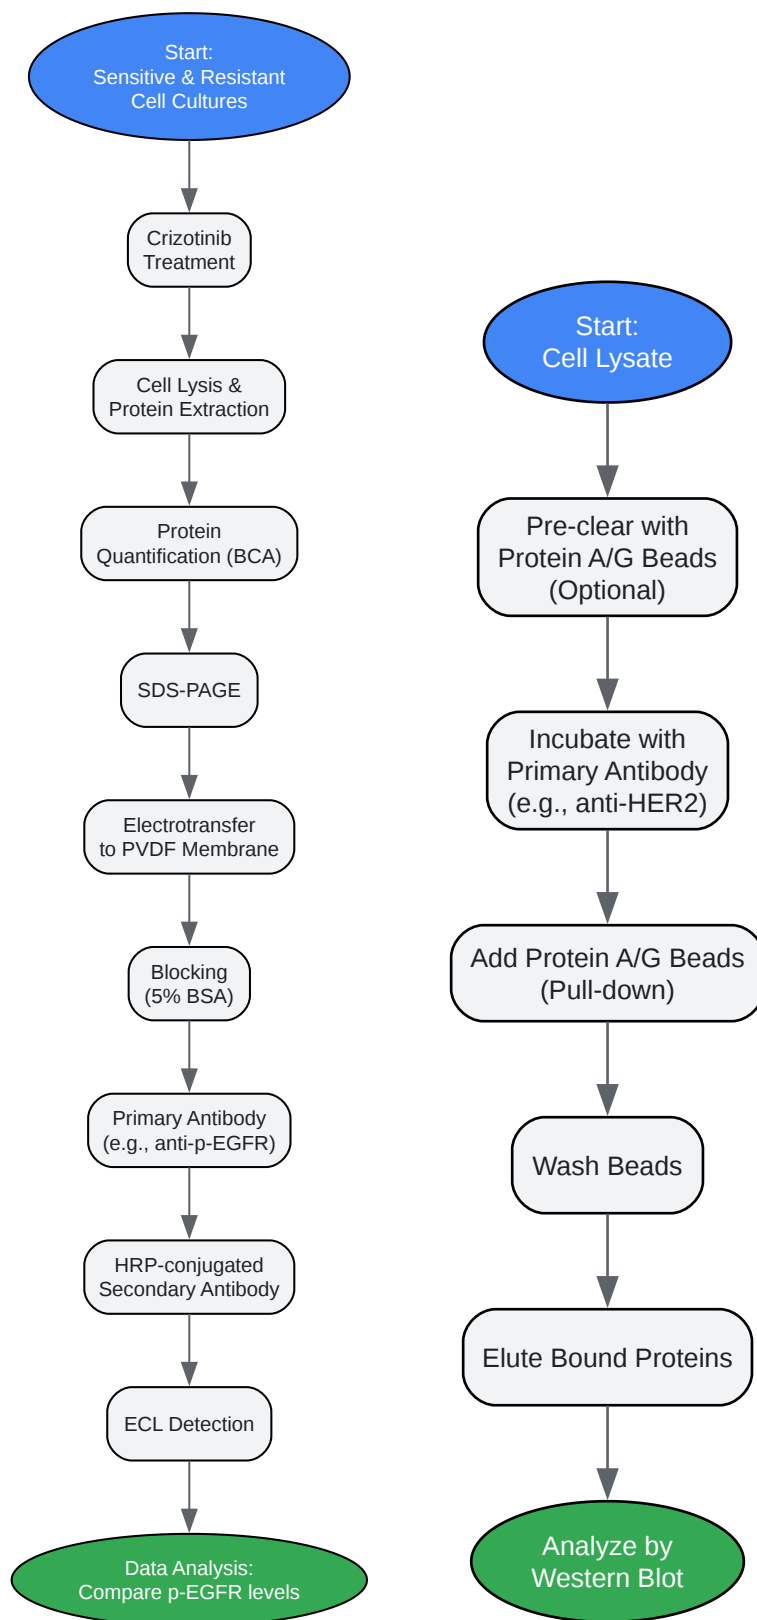 Start:
Sensitive & Resistant
Cell Cultures
Crizotinib
Treatment
Cell Lysis &
Protein Extraction
Protein
Quantification (BCA)
SDS-PAGE
Electrotransfer
to PVDF Membrane
Blocking
(5% BSA)
Primary Antibody
(e.g., anti-p-EGFR)
HRP-conjugated
Secondary Antibody
ECL Detection
Data Analysis:
Compare p-EGFR levels
Start:
Cell Lysate
Pre-clear with
Protein A/G Beads
(Optional)
Incubate with
Primary Antibody
(e.g., anti-HER2)
Add Protein A/G Beads
(Pull-down)
Wash Beads
Elute Bound Proteins
Analyze by
Western Blot